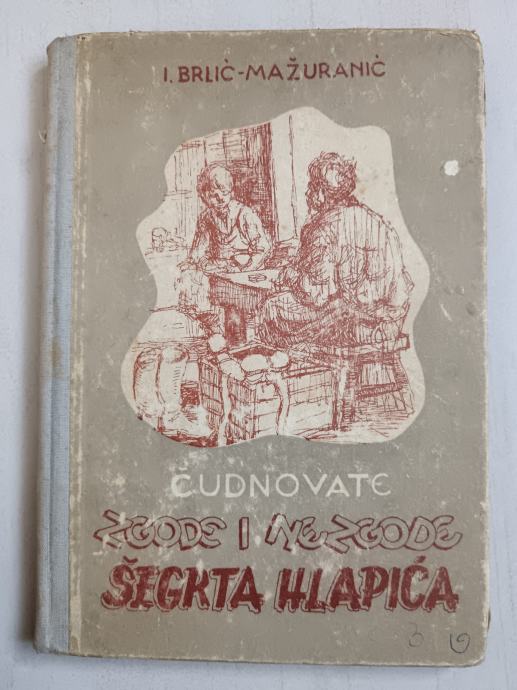 I. BRLIĆ-MAŽURANIĆ
ČUDNOVATE
ZGODE I NEZGODE
ŠEGRTA HLAPIĆA